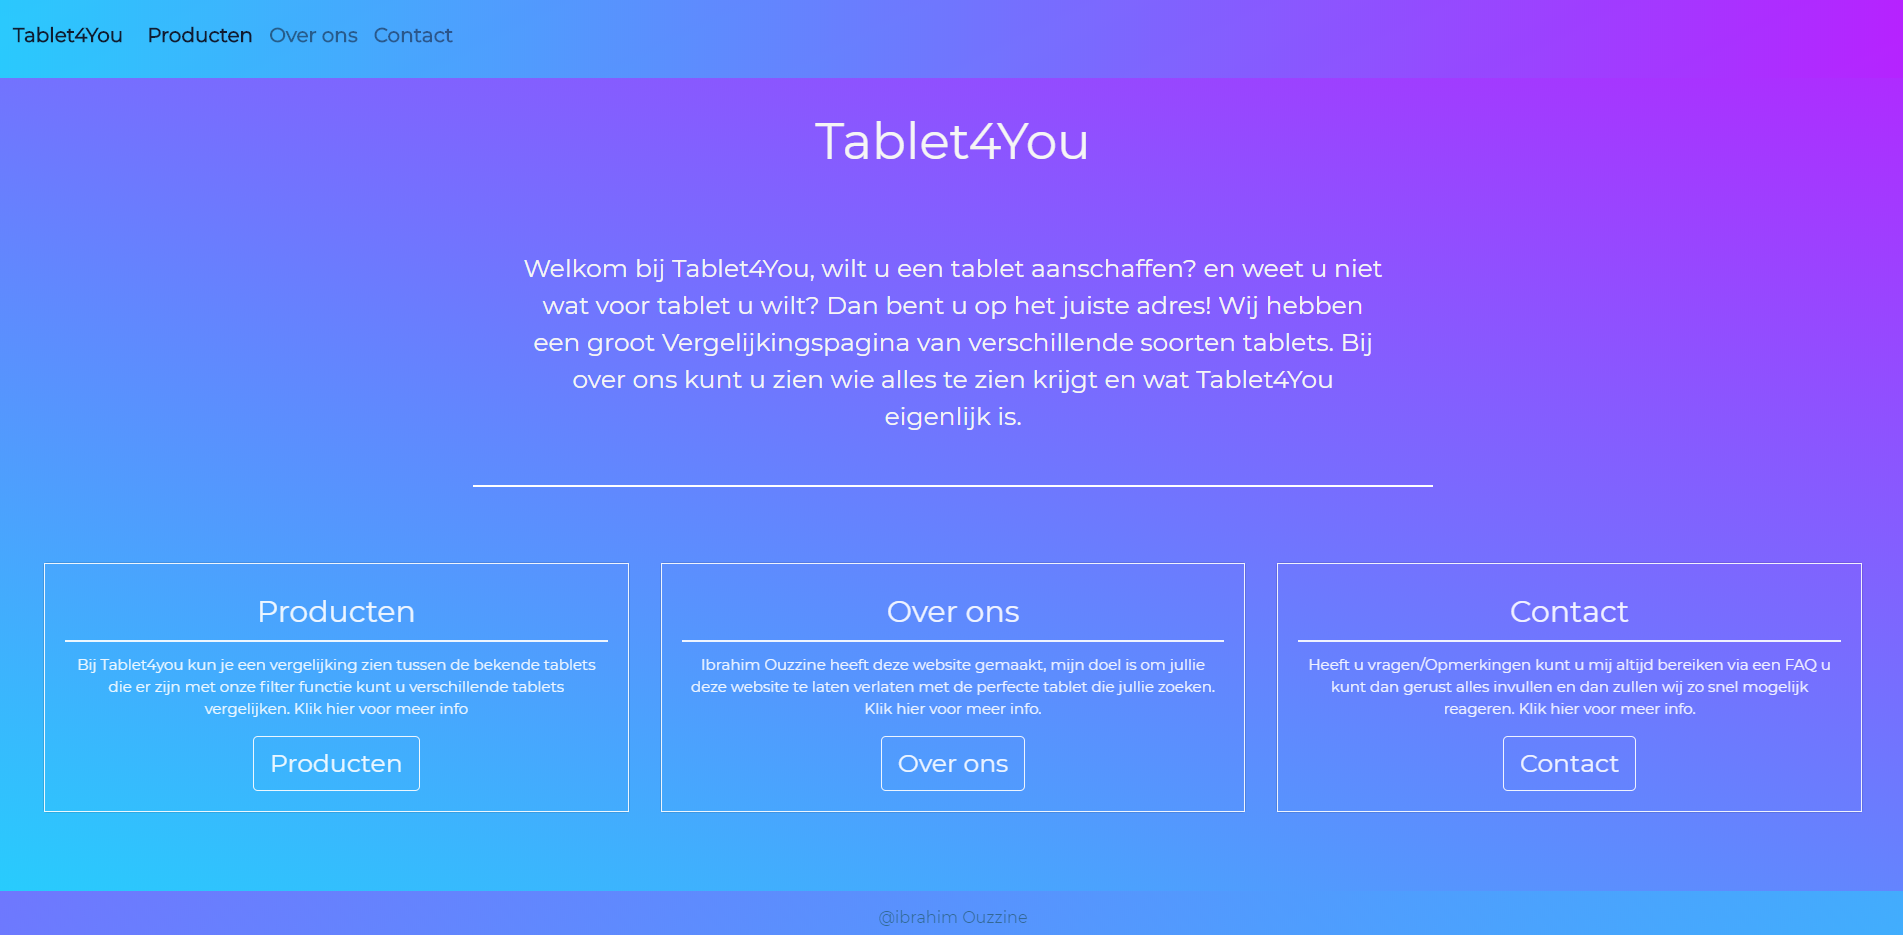 Tablet4You Producten Over ons Contact
Tablet4You
Welkom bij Tablet4You, wilt u een tablet aanschaffen? en weet u niet
wat voor tablet u wilt? Dan bent u op het juiste adres! Wij hebben
een groot Vergelijkingspagina van verschillende soorten tablets. Bij
over ons kunt u zien wie alles te zien krijgt en wat Tablet4You
eigenlijk is.
Producten
Bij Tablet4you kun je een vergelijking zien tussen de bekende tablets
die er zijn met onze filter functie kunt u verschillende tablets
vergelijken. Klik hier voor meer info
Producten
Over ons
Ibrahim Ouzzine heeft deze website gemaakt, mijn doel is om jullie
deze website te laten verlaten met de perfecte tablet die jullie zoeken.
Klik hier voor meer info.
Over ons
Contact
Heeft u vragen/Opmerkingen kunt u mij altijd bereiken via een FAQ u
kunt dan gerust alles invullen en dan zullen wij zo snel mogelijk
reageren. Klik hier voor meer info.
Contact
@ibrahim Ouzzine